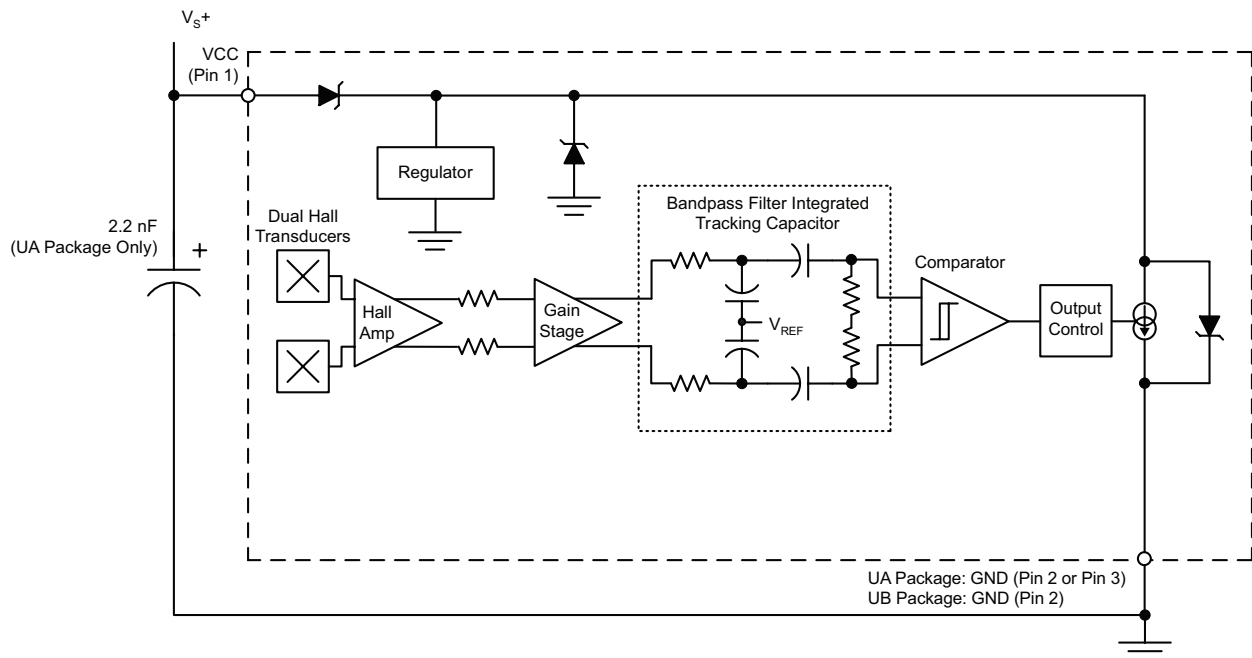 V_S+
VCC
(Pin 1)
Regulator
2.2 nF
(UA Package Only)
+
Dual Hall
Transducers
Bandpass Filter Integrated
Tracking Capacitor
Hall
Amp
Gain
Stage
V_REF
Comparator
Output
Control
UA Package: GND (Pin 2 or Pin 3)
UB Package: GND (Pin 2)